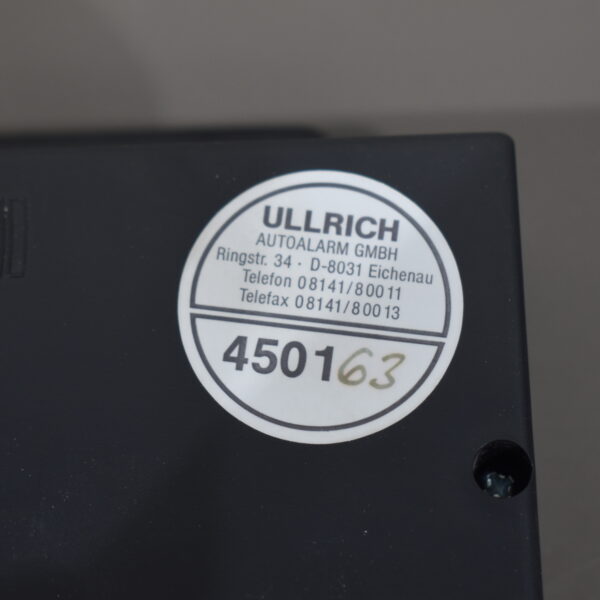 ULLRICH
AUTOALARM GMBH
Ringstr. 34 · D-8031 Eichenau
Telefon 08141/80011
Telefax 08141/80013
450163